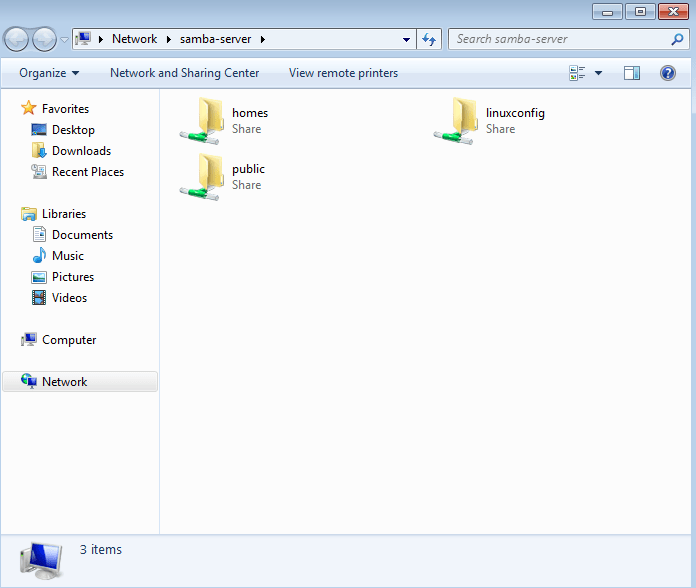 Network samba-server
Search samba-server
Organize Network and Sharing Center View remote printers
Favorites
Desktop
Downloads
Recent Places
Libraries
Documents
Music
Pictures
Videos
Computer
Network
homes
Share
linuxconfig
Share
public
Share
3 items